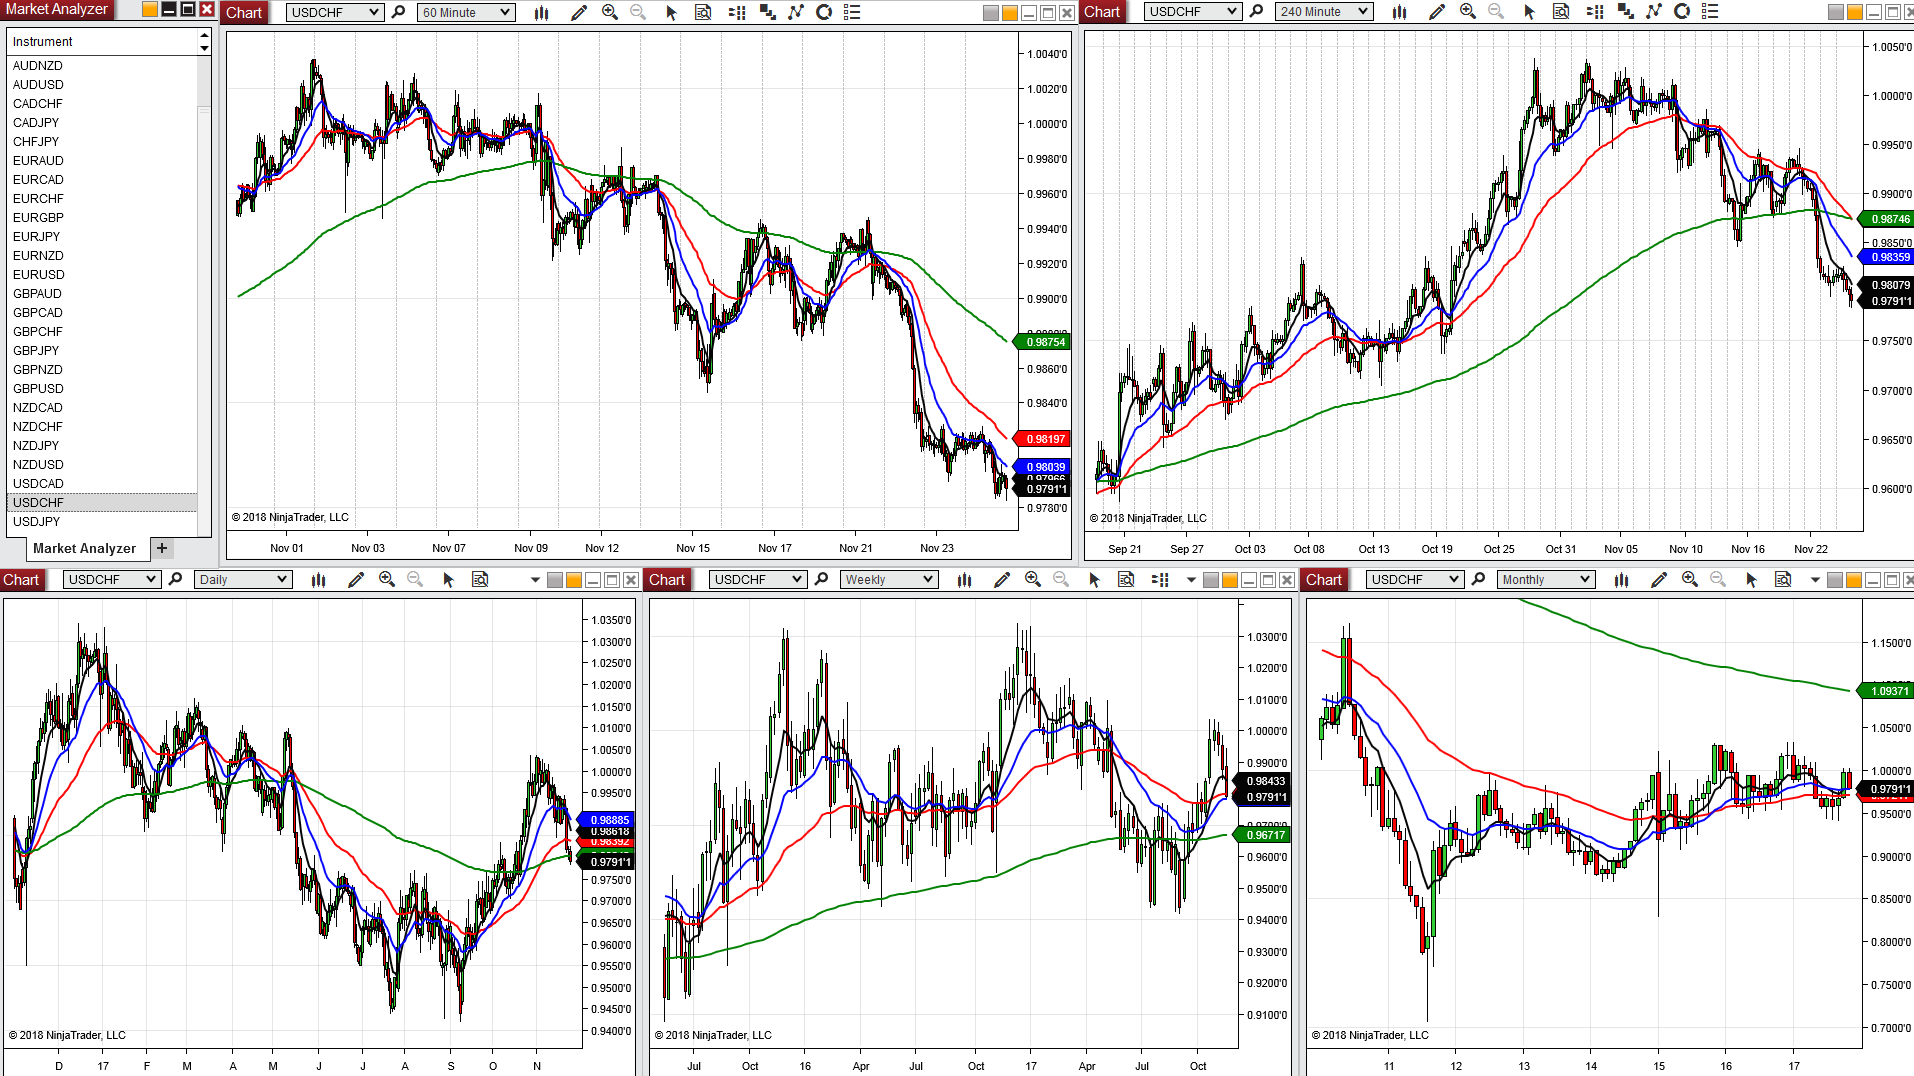 Market Analyzer
Instrument
AUDNZD
AUDUSD
CADCHF
CADJPY
CHFJPY
EURAUD
EURCAD
EURCHF
EURGBP
EURJPY
EURNZD
EURUSD
GBPAUD
GBPCAD
GBPCHF
GBPJPY
GBPNZD
GBPUSD
NZDCAD
NZDCHF
NZDJPY
NZDUSD
USDCAD
USDCHF
USDJPY
Market Analyzer +
Chart USDCHF 60 Minute
1.0040'0
1.0020'0
1.0000'0
0.9980'0
0.9960'0
0.9940'0
0.9920'0
0.9900'0
0.98754
0.9860'0
0.9840'0
0.98197
0.98039
0.9791'1
0.9780'0
© 2018 NinjaTrader, LLC
Nov 01 Nov 03 Nov 07 Nov 09 Nov 12 Nov 15 Nov 17 Nov 21 Nov 23
Chart USDCHF 240 Minute
1.0050'0
1.0000'0
0.9950'0
0.9900'0
0.98746
0.9850'0
0.98359
0.98079
0.9791'1
0.9750'0
0.9700'0
0.9650'0
0.9600'0
© 2018 NinjaTrader, LLC
Sep 21 Sep 27 Oct 03 Oct 08 Oct 13 Oct 19 Oct 25 Oct 31 Nov 05 Nov 10 Nov 16 Nov 22
Chart USDCHF Daily
1.0350'0
1.0300'0
1.0250'0
1.0200'0
1.0150'0
1.0100'0
1.0050'0
1.0000'0
0.9950'0
0.98885
0.98618
0.98392
0.9791'1
0.9750'0
0.9700'0
0.9650'0
0.9600'0
0.9550'0
0.9500'0
0.9450'0
0.9400'0
© 2018 NinjaTrader, LLC
D 17 F M A M J J A S O N
Chart USDCHF Weekly
1.0300'0
1.0200'0
1.0100'0
1.0000'0
0.9900'0
0.98433
0.9791'1
0.96717
0.9600'0
0.9500'0
0.9400'0
0.9300'0
0.9200'0
0.9100'0
© 2018 NinjaTrader, LLC
Jul Oct 16 Apr Jul Oct 17 Apr Jul Oct
Chart USDCHF Monthly
1.1500'0
1.09371
1.0500'0
1.0000'0
0.9791'1
0.9500'0
0.9000'0
0.8500'0
0.8000'0
0.7500'0
0.7000'0
© 2018 NinjaTrader, LLC
11 12 13 14 15 16 17